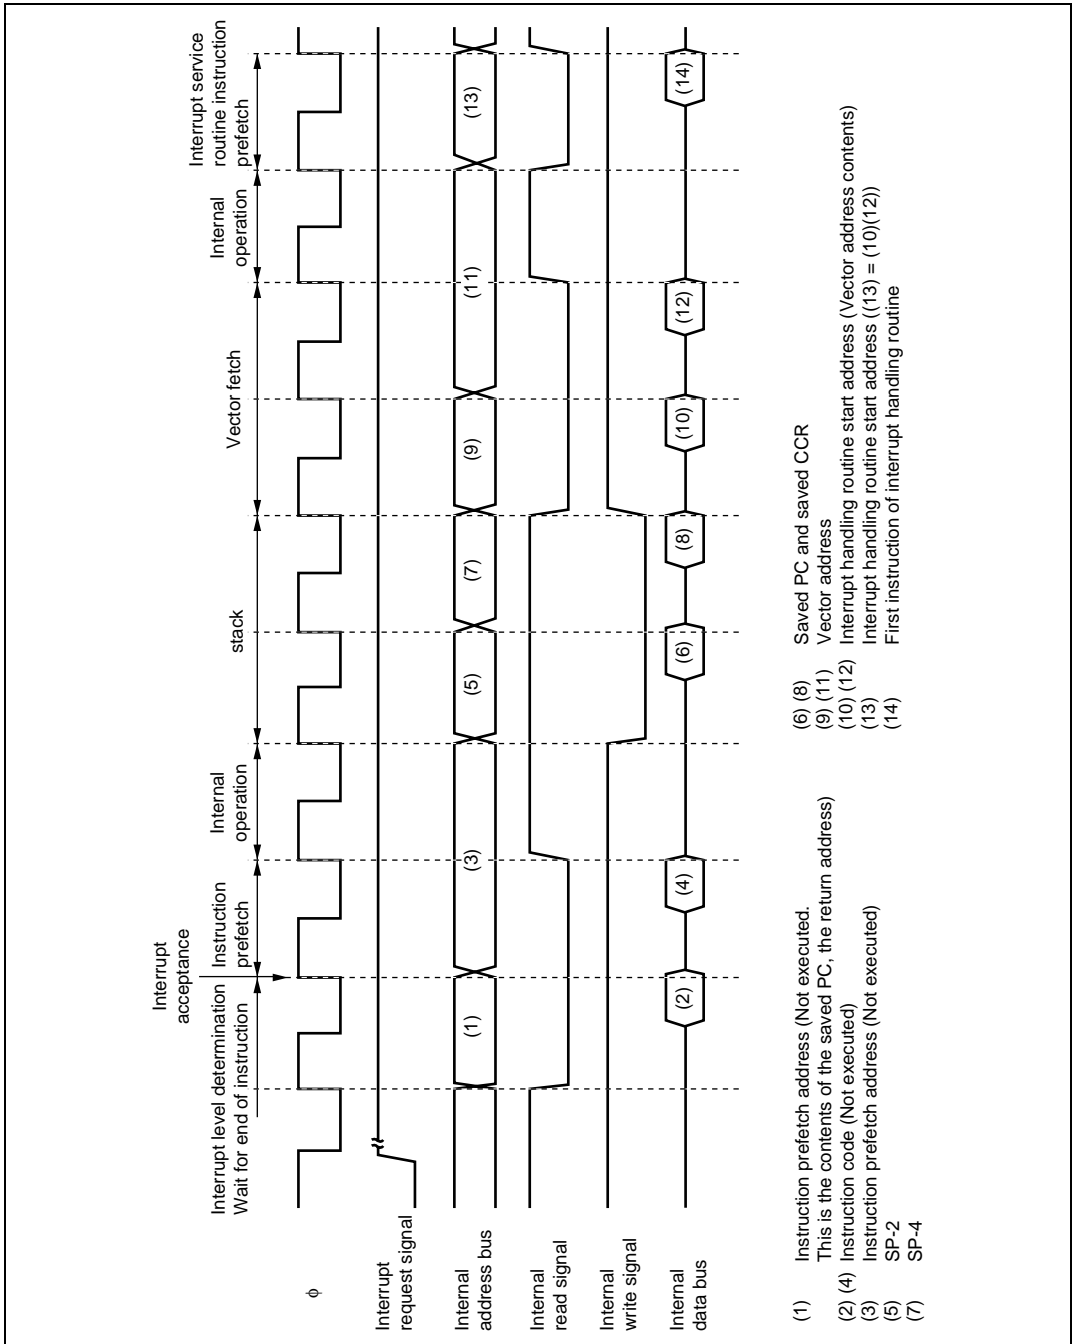 Interrupt
acceptance
Interrupt level determination
Wait for end of instruction
Instruction
prefetch
Internal
operation
stack
Vector fetch
Internal
operation
Interrupt service
routine instruction
prefetch
φ
Interrupt
request signal
Internal
address bus
(1)
(3)
(5)
(7)
(9)
(11)
(13)
Internal
read signal
Internal
write signal
Internal
data bus
(2)
(4)
(6)
(8)
(10)
(12)
(14)
(1) Instruction prefetch address (Not executed.
This is the contents of the saved PC, the return address)
(2) (4) Instruction code (Not executed)
(3) Instruction prefetch address (Not executed)
(5) SP-2
(7) SP-4
(6) (8) Saved PC and saved CCR
(9) (11) Vector address
(10) (12) Interrupt handling routine start address (Vector address contents)
(13) Interrupt handling routine start address ((13) = (10)(12))
(14) First instruction of interrupt handling routine